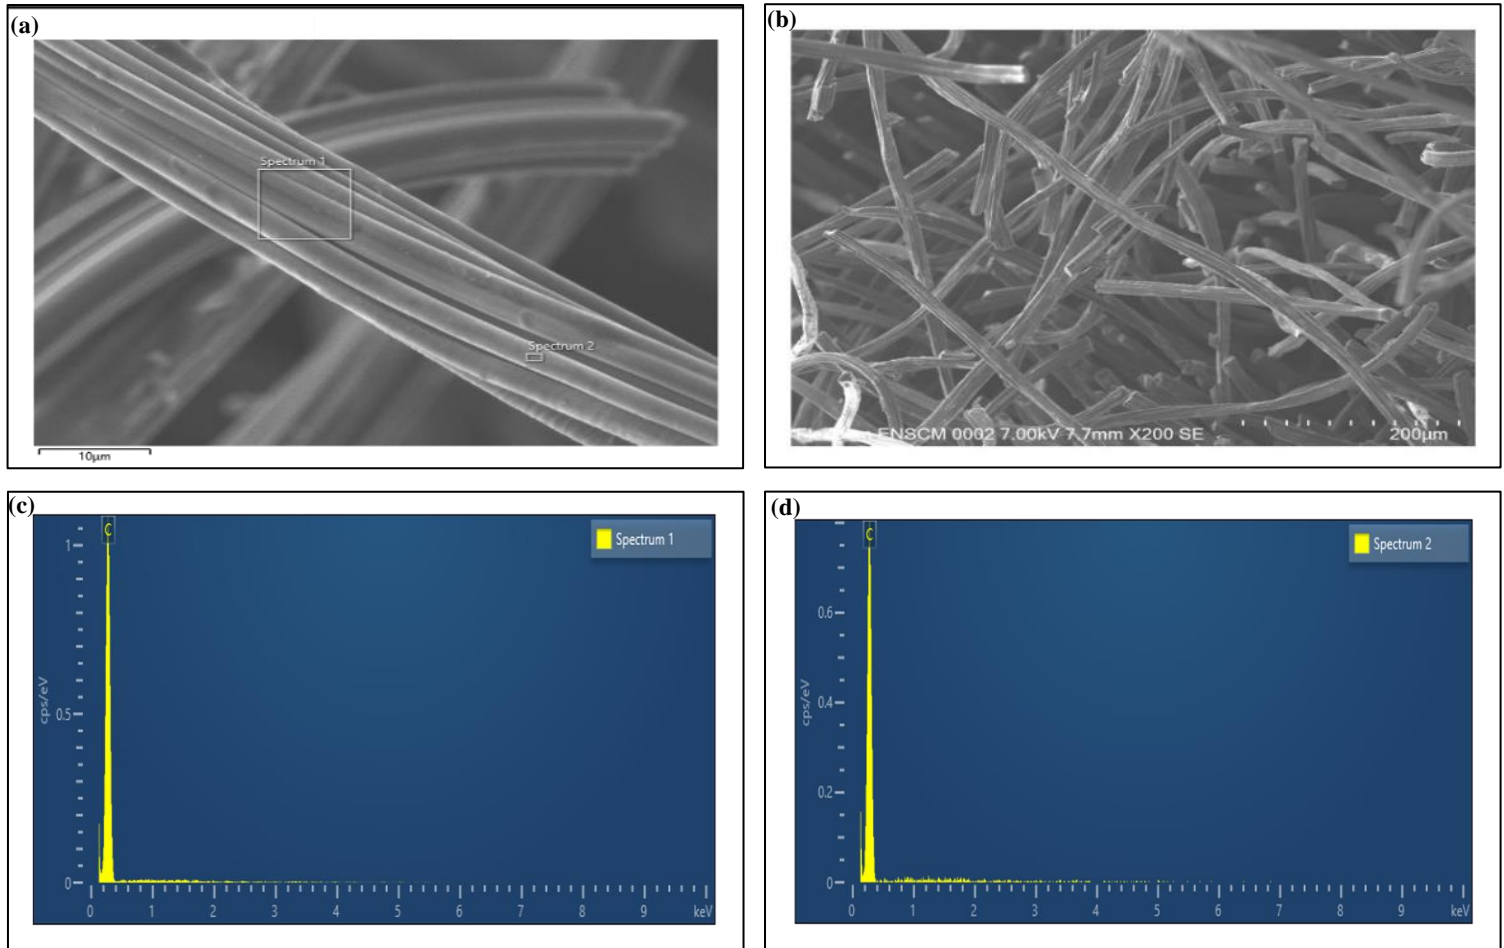 (a)
Spectrum 1
Spectrum 2
10μm
(b)
ENSCM 0002 7.00kV 7.7mm X200 SE
200μm
(c)
C
Spectrum 1
1
0.5
0
cps/eV
0 1 2 3 4 5 6 7 8 9 keV
(d)
C
Spectrum 2
0.6
0.4
0.2
0
cps/eV
0 1 2 3 4 5 6 7 8 9 keV